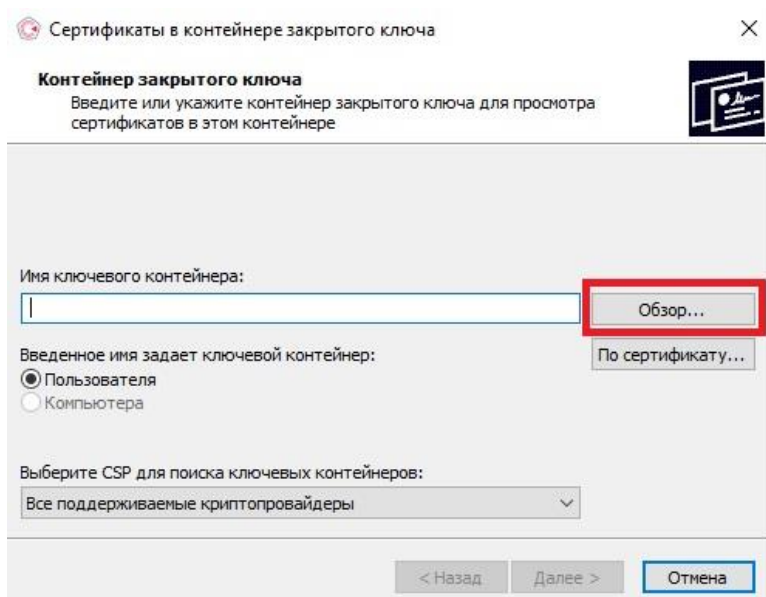 Сертификаты в контейнере закрытого ключа
Контейнер закрытого ключа
Введите или укажите контейнер закрытого ключа для просмотра
сертификатов в этом контейнере
Имя ключевого контейнера:
Обзор...
Введенное имя задает ключевой контейнер:
По сертификату...
Пользователя
Компьютера
Выберите CSP для поиска ключевых контейнеров:
Все поддерживаемые криптопровайдеры
< Назад
Далее >
Отмена